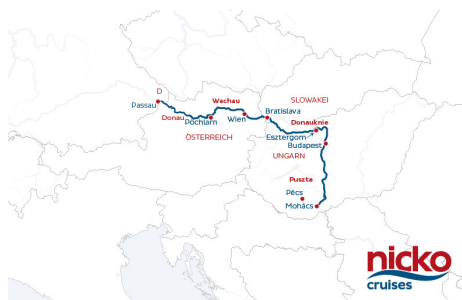 D
Passau
Donau
Pöchlarn
Wachau
Wien
ÖSTERREICH
Bratislava
SLOWAKEI
Donauknie
Esztergom
Budapest
UNGARN
Puszta
Pécs
Mohács
nicko
cruises